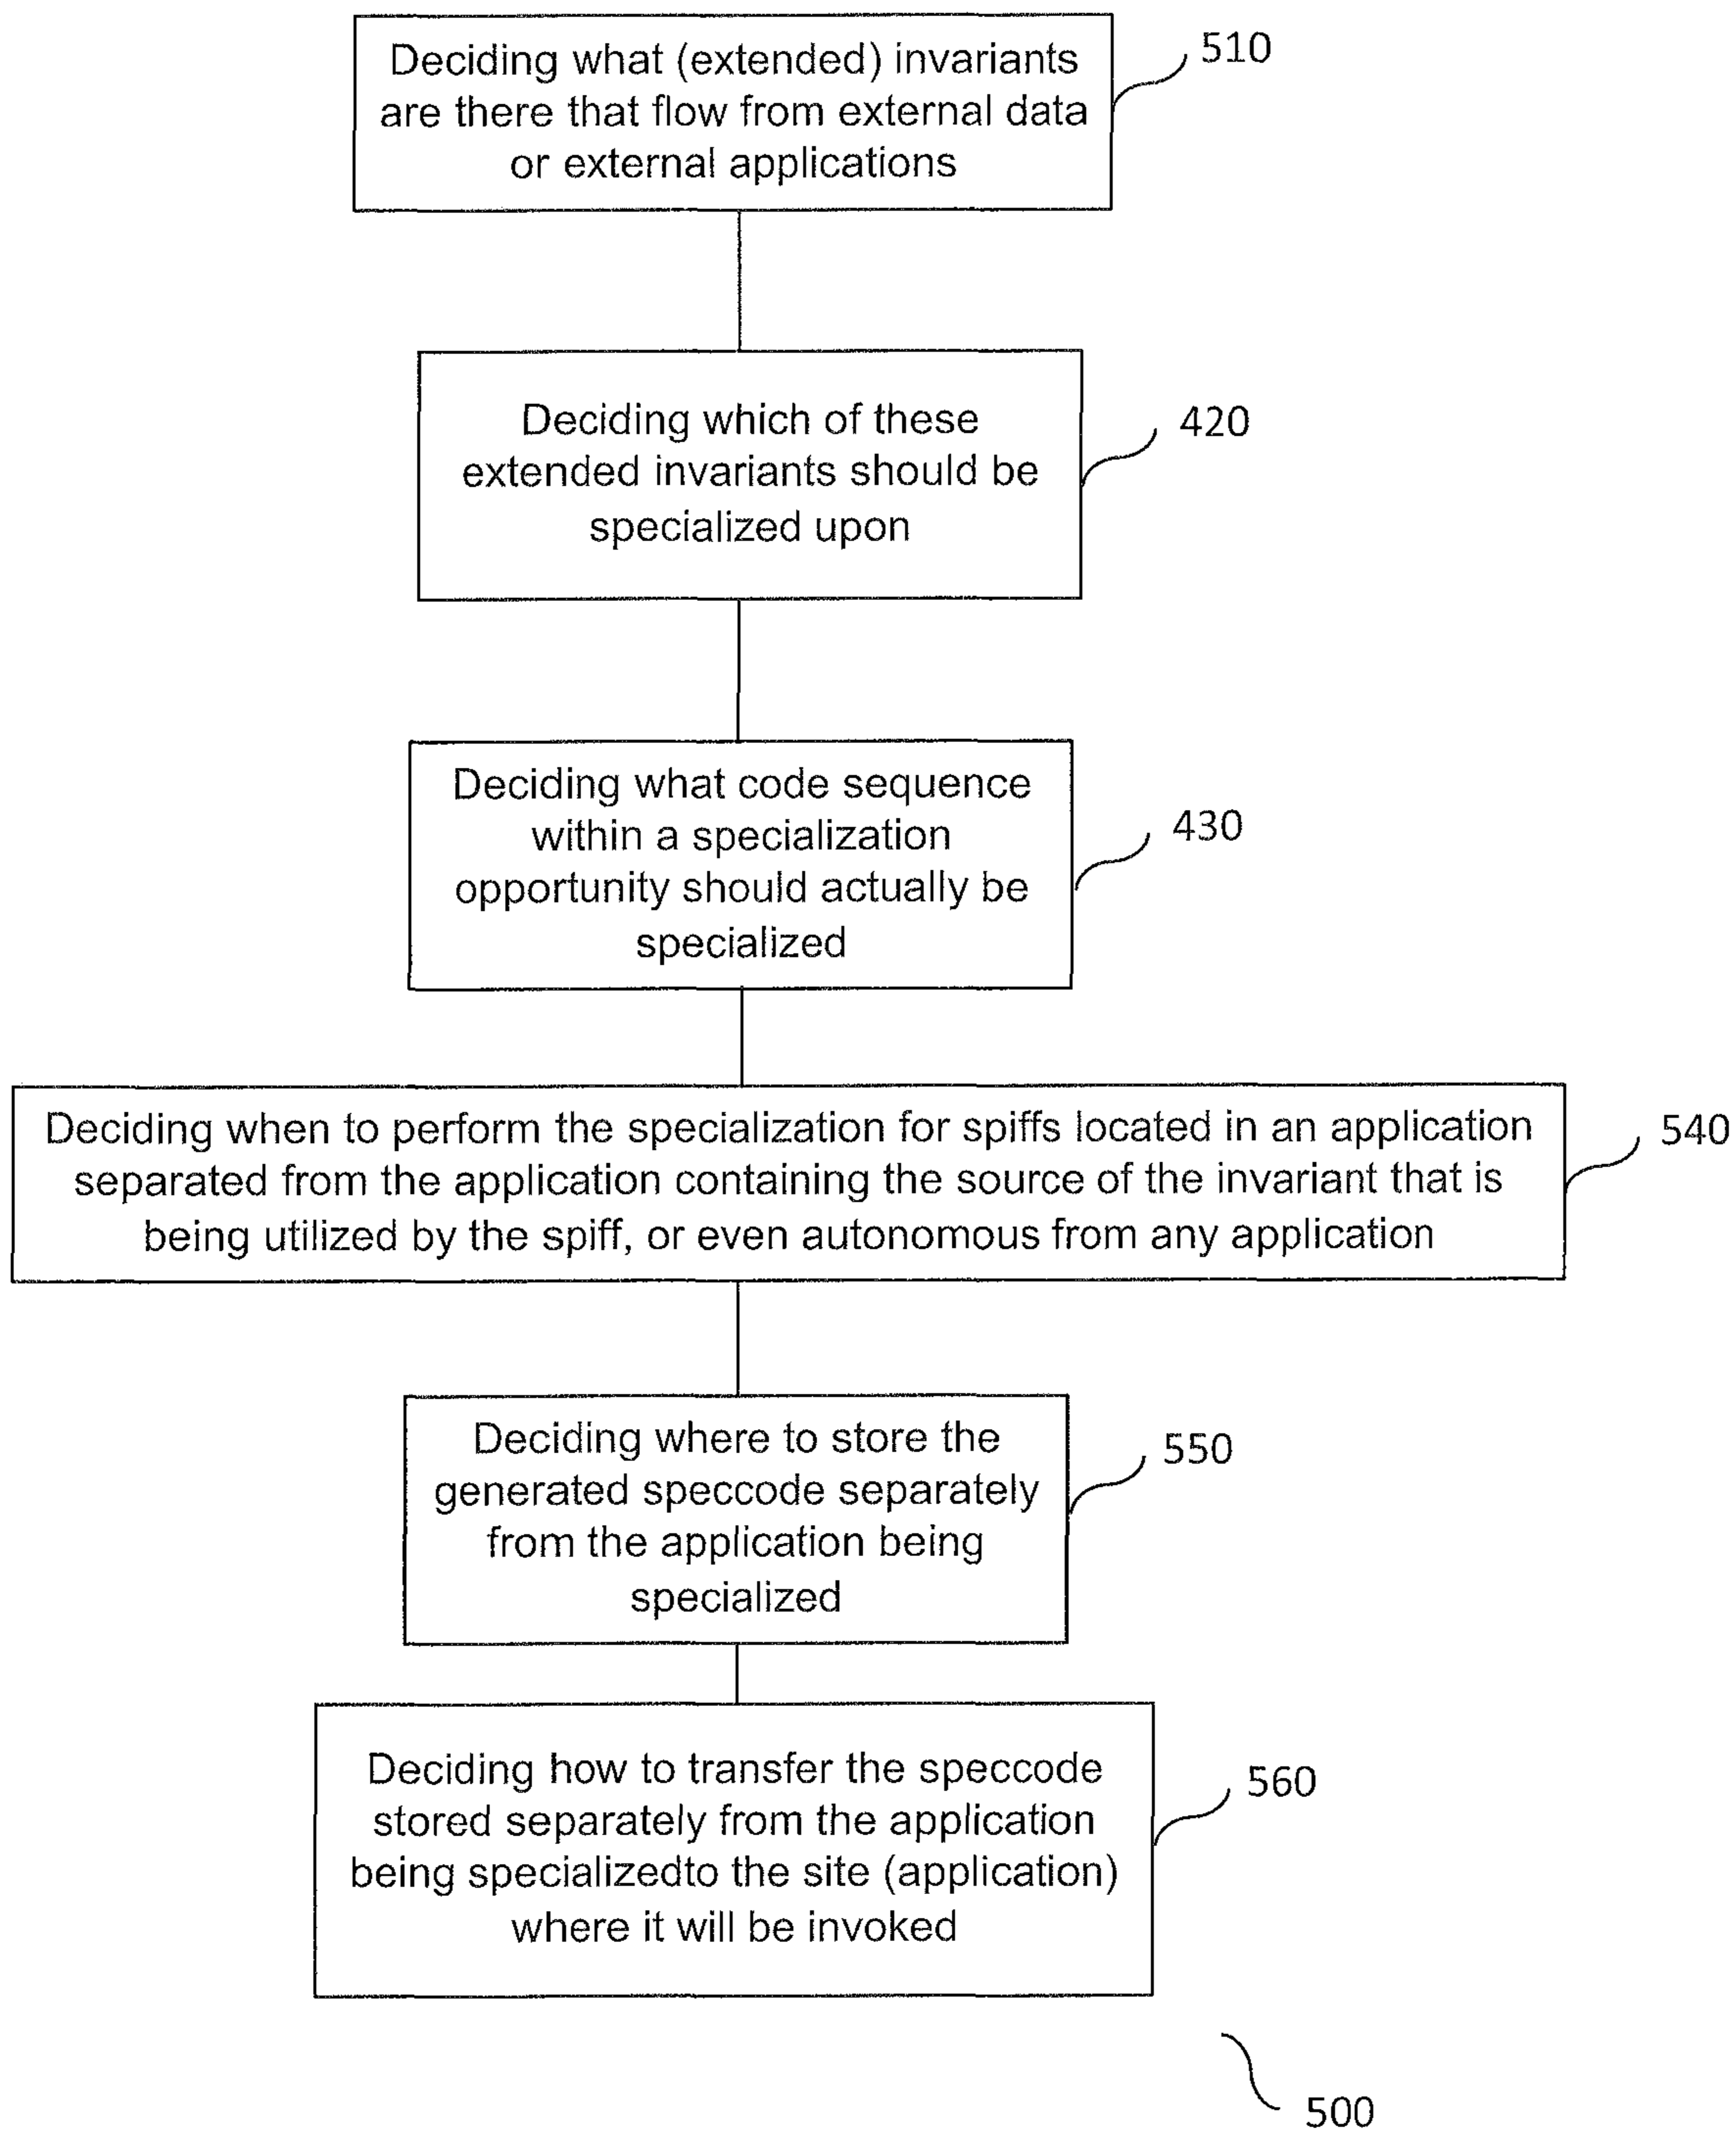 Deciding what (extended) invariants
are there that flow from external data
or external applications
510
Deciding which of these
extended invariants should be
specialized upon
420
Deciding what code sequence
within a specialization
opportunity should actually be
specialized
430
Deciding when to perform the specialization for spiffs located in an application
separated from the application containing the source of the invariant that is
being utilized by the spiff, or even autonomous from any application
540
Deciding where to store the
generated speccode separately
from the application being
specialized
550
Deciding how to transfer the speccode
stored separately from the application
being specializedto the site (application)
where it will be invoked
560
500